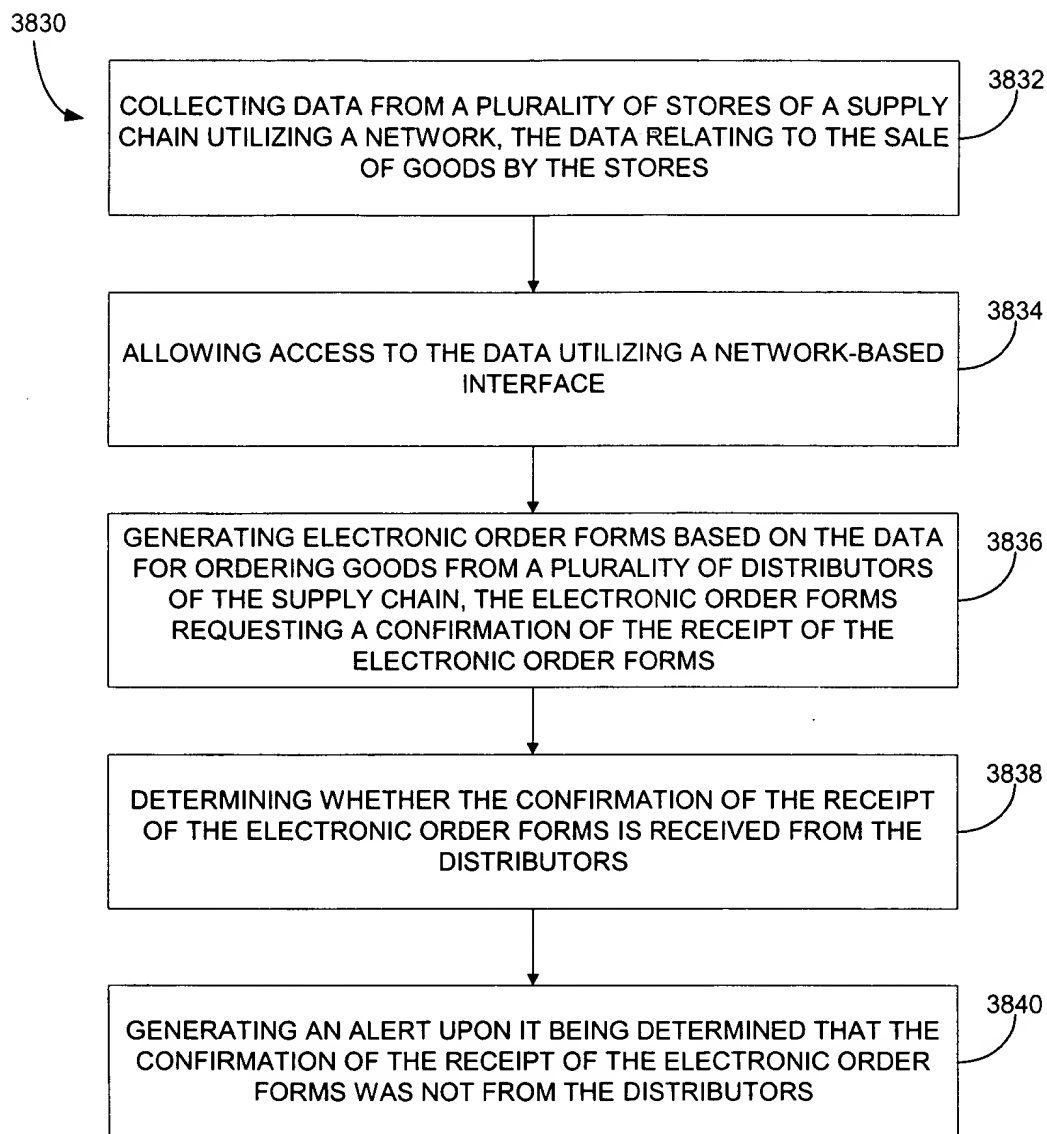 3830
3832
COLLECTING DATA FROM A PLURALITY OF STORES OF A SUPPLY
CHAIN UTILIZING A NETWORK, THE DATA RELATING TO THE SALE
OF GOODS BY THE STORES
3834
ALLOWING ACCESS TO THE DATA UTILIZING A NETWORK-BASED
INTERFACE
3836
GENERATING ELECTRONIC ORDER FORMS BASED ON THE DATA
FOR ORDERING GOODS FROM A PLURALITY OF DISTRIBUTORS
OF THE SUPPLY CHAIN, THE ELECTRONIC ORDER FORMS
REQUESTING A CONFIRMATION OF THE RECEIPT OF THE
ELECTRONIC ORDER FORMS
3838
DETERMINING WHETHER THE CONFIRMATION OF THE RECEIPT
OF THE ELECTRONIC ORDER FORMS IS RECEIVED FROM THE
DISTRIBUTORS
3840
GENERATING AN ALERT UPON IT BEING DETERMINED THAT THE
CONFIRMATION OF THE RECEIPT OF THE ELECTRONIC ORDER
FORMS WAS NOT FROM THE DISTRIBUTORS